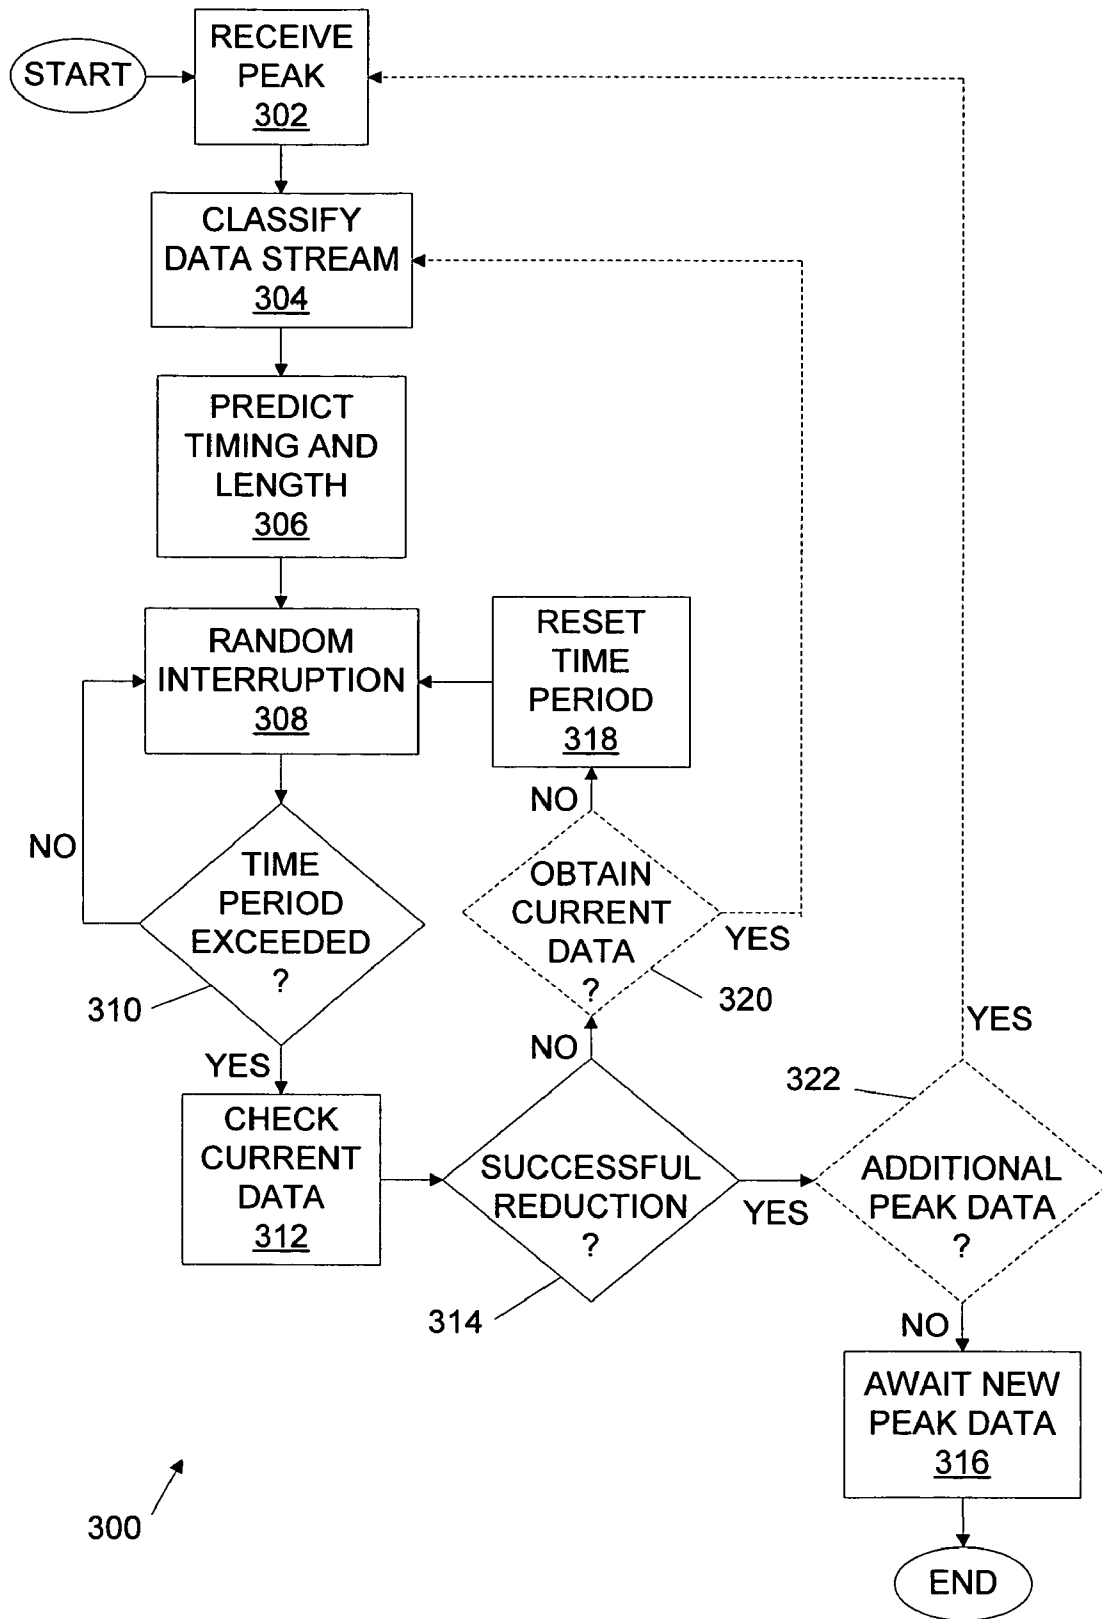 START
RECEIVE
PEAK
302
CLASSIFY
DATA STREAM
304
PREDICT
TIMING AND
LENGTH
306
RANDOM
INTERRUPTION
308
RESET
TIME
PERIOD
318
NO
NO
TIME
PERIOD
EXCEEDED
?
310
OBTAIN
CURRENT
DATA
?
YES
320
YES
NO
YES
CHECK
CURRENT
DATA
312
SUCCESSFUL
REDUCTION
?
YES
314
322
ADDITIONAL
PEAK DATA
?
NO
AWAIT NEW
PEAK DATA
316
300
END